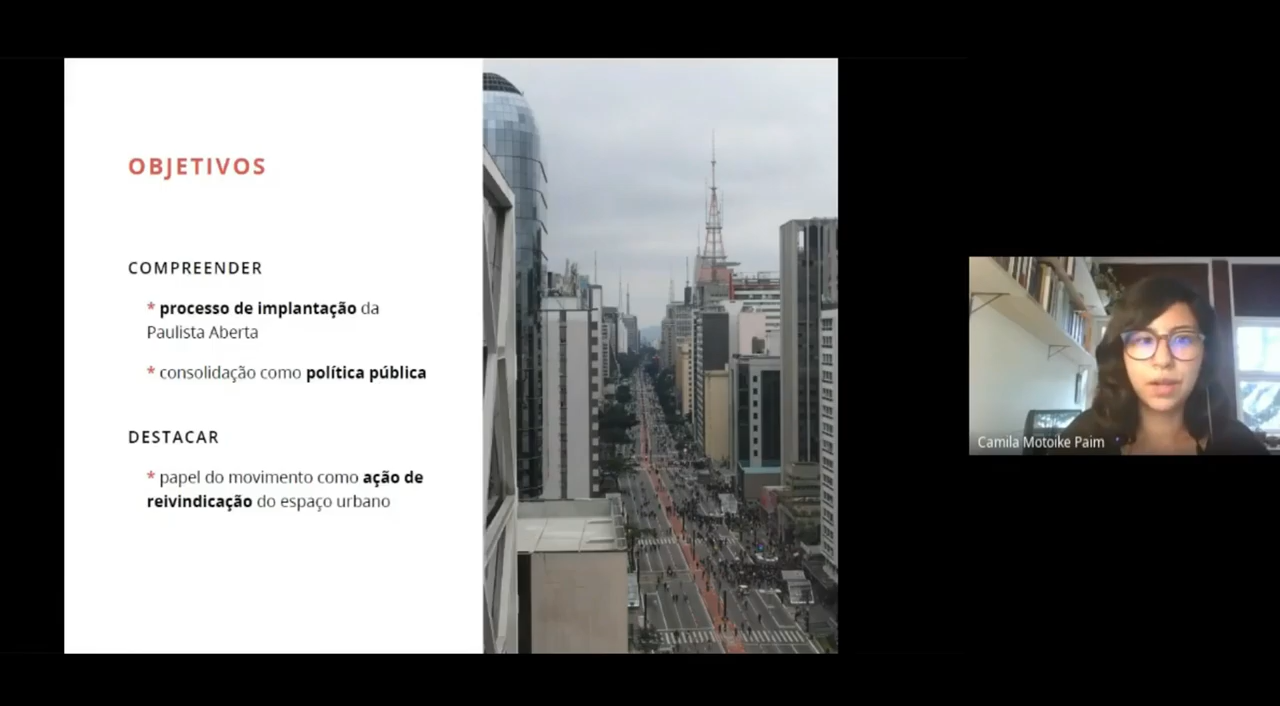 OBJETIVOS
COMPREENDER
* processo de implantação da
Paulista Aberta
* consolidação como política pública
DESTACAR
* papel do movimento como ação de
reivindicação do espaço urbano
Camila Motoike Paim